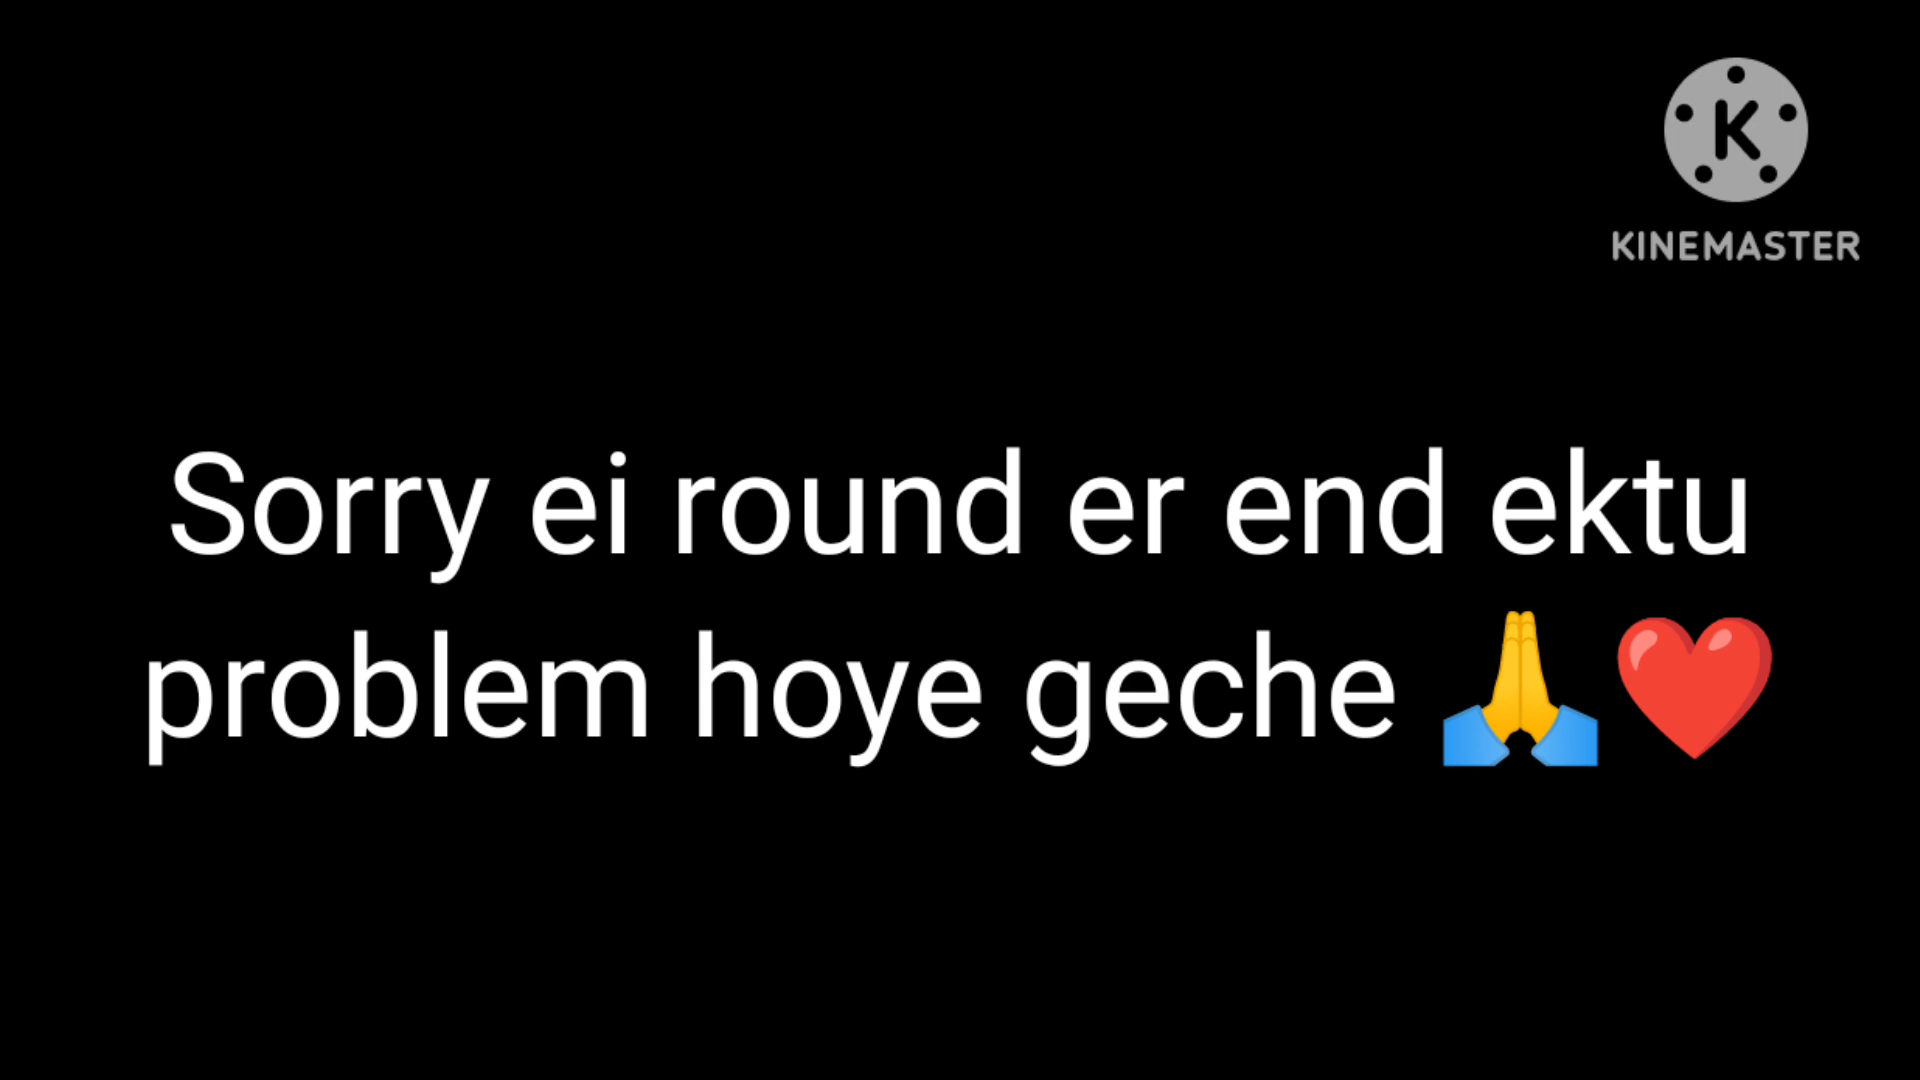 K
KINEMASTER
Sorry ei round er end ektu
problem hoye geche 🙏❤️